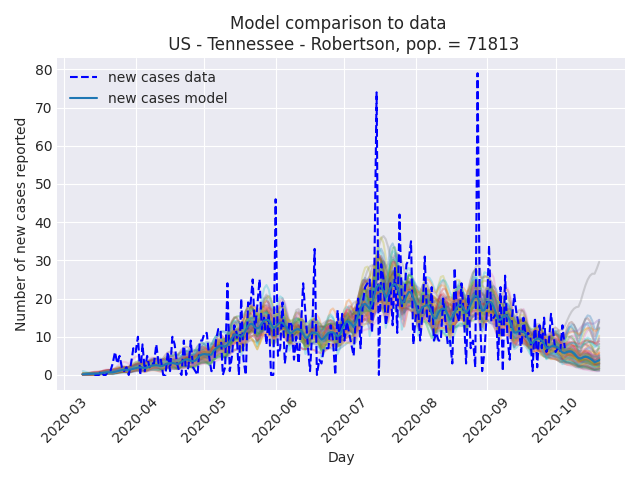 Model comparison to data
US - Tennessee - Robertson, pop. = 71813
new cases data
new cases model
Number of new cases reported
80
70
60
50
40
30
20
10
0
2020-03
2020-04
2020-05
2020-06
2020-07
2020-08
2020-09
2020-10
Day